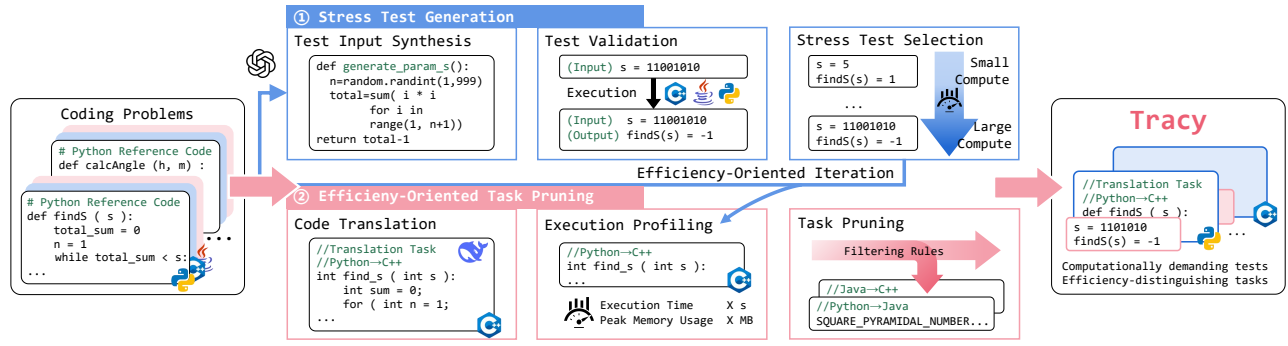 ① Stress Test Generation
Test Input Synthesis
def generate_param_s():
n=random.randint(1,999)
total=sum( i * i
for i in
range(1, n+1))
return total-1
Test Validation
(Input) s = 11001010
Execution
(Input) s = 11001010
(Output) findS(s) = -1
Stress Test Selection
s = 5
findS(s) = 1
...
s = 11001010
findS(s) = -1
Small
Compute
Large
Compute
Coding Problems
# Python Reference Code
def calcAngle (h, m) :
# Python Reference Code
def findS ( s ):
total_sum = 0
n = 1
while total_sum < s:
...
...
Efficiency-Oriented Iteration
② Efficieny-Oriented Task Pruning
Code Translation
//Translation Task
//Python→C++
int find_s ( int s ):
int sum = 0;
for ( int n = 1;
...
Execution Profiling
//Python→C++
int find_s ( int s ):
...
Execution Time X s
Peak Memory Usage X MB
Task Pruning
Filtering Rules
//Java→C++
//Python→Java
SQUARE_PYRAMIDAL_NUMBER...
Tracy
//Translation Task
//Python→C++
def findS ( s ):
s = 1101010
findS(s) = -1
...
Computationally demanding tests
Efficiency-distinguishing tasks